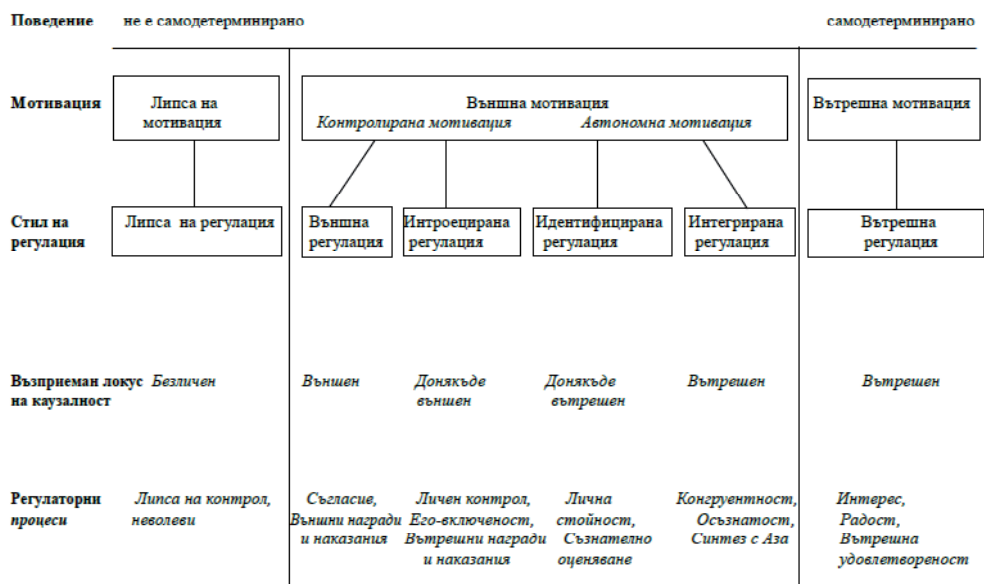 Поведение не е самодетерминирано самодетерминирано
Мотивация
Липса на
мотивация
Външна мотивация
Контролирана мотивация Автономна мотивация
Вътрешна мотивация
Стил на
регулация
Липса на регулация
Външна
регулация
Интроецирана
регулация
Идентифицирана
регулация
Интегрирана
регулация
Вътрешна
регулация
Възприеман локус
на каузалност
Безличен
Външен
Донякъде
външен
Донякъде
вътрешен
Вътрешен
Вътрешен
Регулаторни
процеси
Липса на контрол,
неволеви
Съгласие,
Външни награди
и наказания
Личен контрол,
Его-включеност,
Вътрешни награди
и наказания
Лична
стойност,
Съзнателно
оценяване
Конгруентност,
Осъзнатост,
Синтез с Аза
Интерес,
Радост,
Вътрешна
удовлетвореност